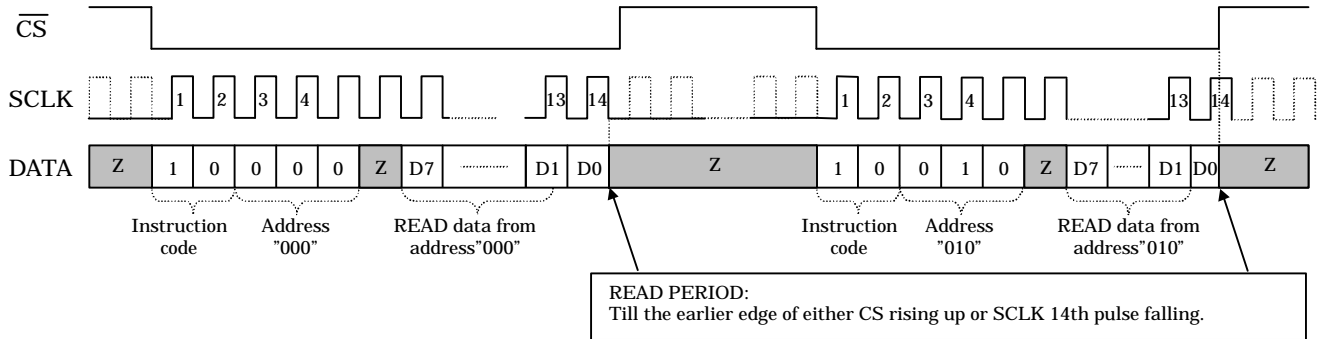 CS
SCLK 1 2 3 4 13 14 1 2 3 4 13 14
DATA Z 1 0 0 0 0 Z D7 D1 D0 Z 1 0 0 1 0 Z D7 D1 D0 Z
Instruction code
Address "000"
READ data from address"000"
Instruction code
Address "010"
READ data from address"010"
READ PERIOD:
Till the earlier edge of either CS rising up or SCLK 14th pulse falling.